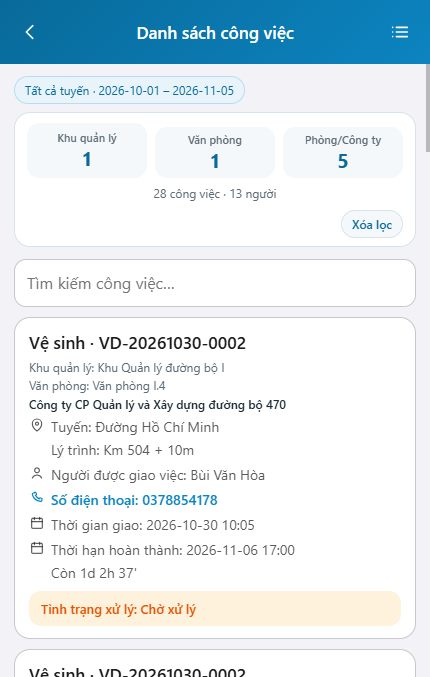 Danh sách công việc
Tất cả tuyến · 2026-10-01 – 2026-11-05
Khu quản lý
1
Văn phòng
1
Phòng/Công ty
5
28 công việc · 13 người
Xóa lọc
Tìm kiếm công việc...
Vệ sinh · VD-20261030-0002
Khu quản lý: Khu Quản lý đường bộ I
Văn phòng: Văn phòng I.4
Công ty CP Quản lý và Xây dựng đường bộ 470
Tuyến: Đường Hồ Chí Minh
Lý trình: Km 504 + 10m
Người được giao việc: Bùi Văn Hòa
Số điện thoại: 0378854178
Thời gian giao: 2026-10-30 10:05
Thời hạn hoàn thành: 2026-11-06 17:00
Còn 1d 2h 37'
Tình trạng xử lý: Chờ xử lý
Vệ sinh · VD-20261030-0002